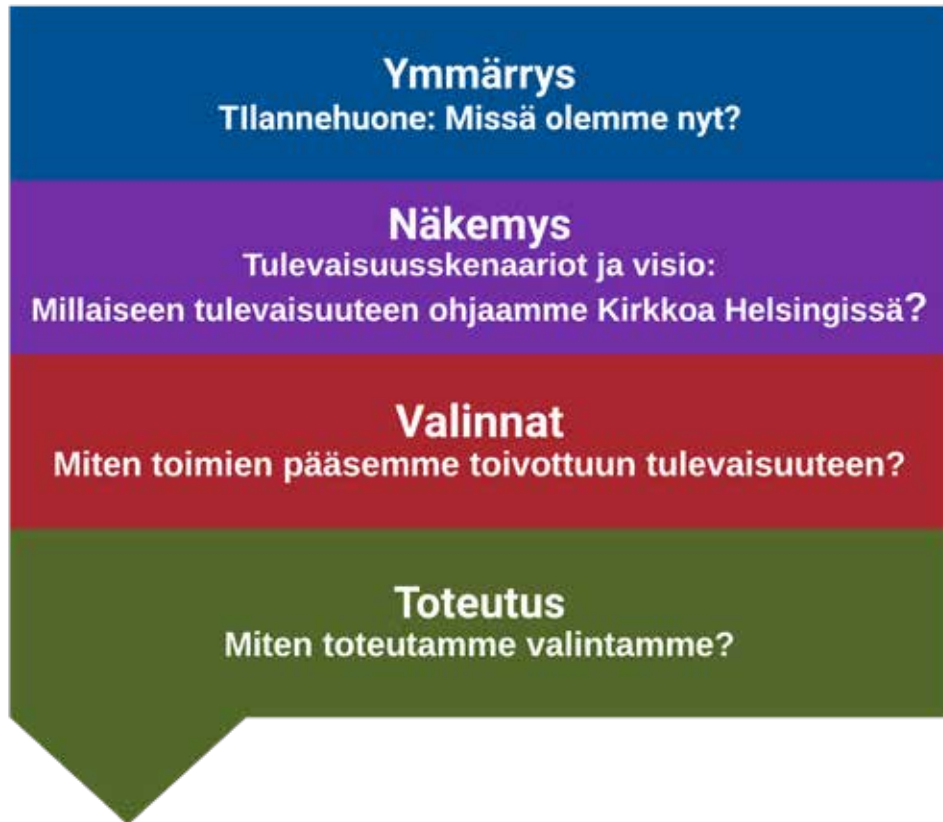 Ymmärrys
TIllannehuone: Missä olemme nyt?
Näkemys
Tulevaisuusskenaariot ja visio:
Millaiseen tulevaisuuteen ohjaamme Kirkkoa Helsingissä?
Valinnat
Miten toimien pääsemme toivottuun tulevaisuuteen?
Toteutus
Miten toteutamme valintamme?